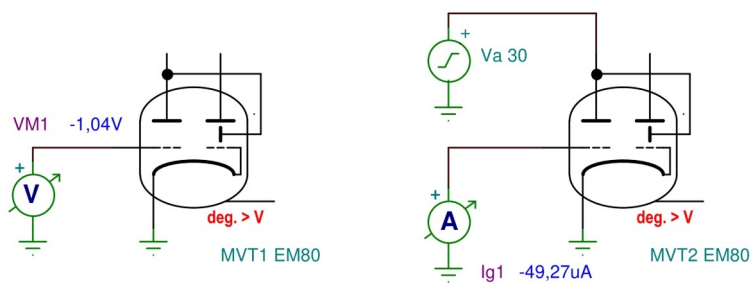 VM1 -1,04V
+
V
deg. > V
MVT1 EM80
+
Va 30
+
A
deg. > V
MVT2 EM80
Ig1 -49,27uA